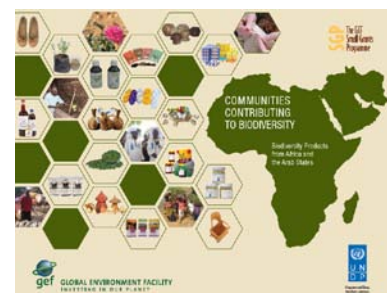 SGP
The GEF
Small Grants
Programme
COMMUNITIES
CONTRIBUTING
TO BIODIVERSITY
Biodiversity Products
from Africa and
the Arab States
gef
GLOBAL ENVIRONMENT FACILITY
INVESTING IN OUR PLANET
U N
D P